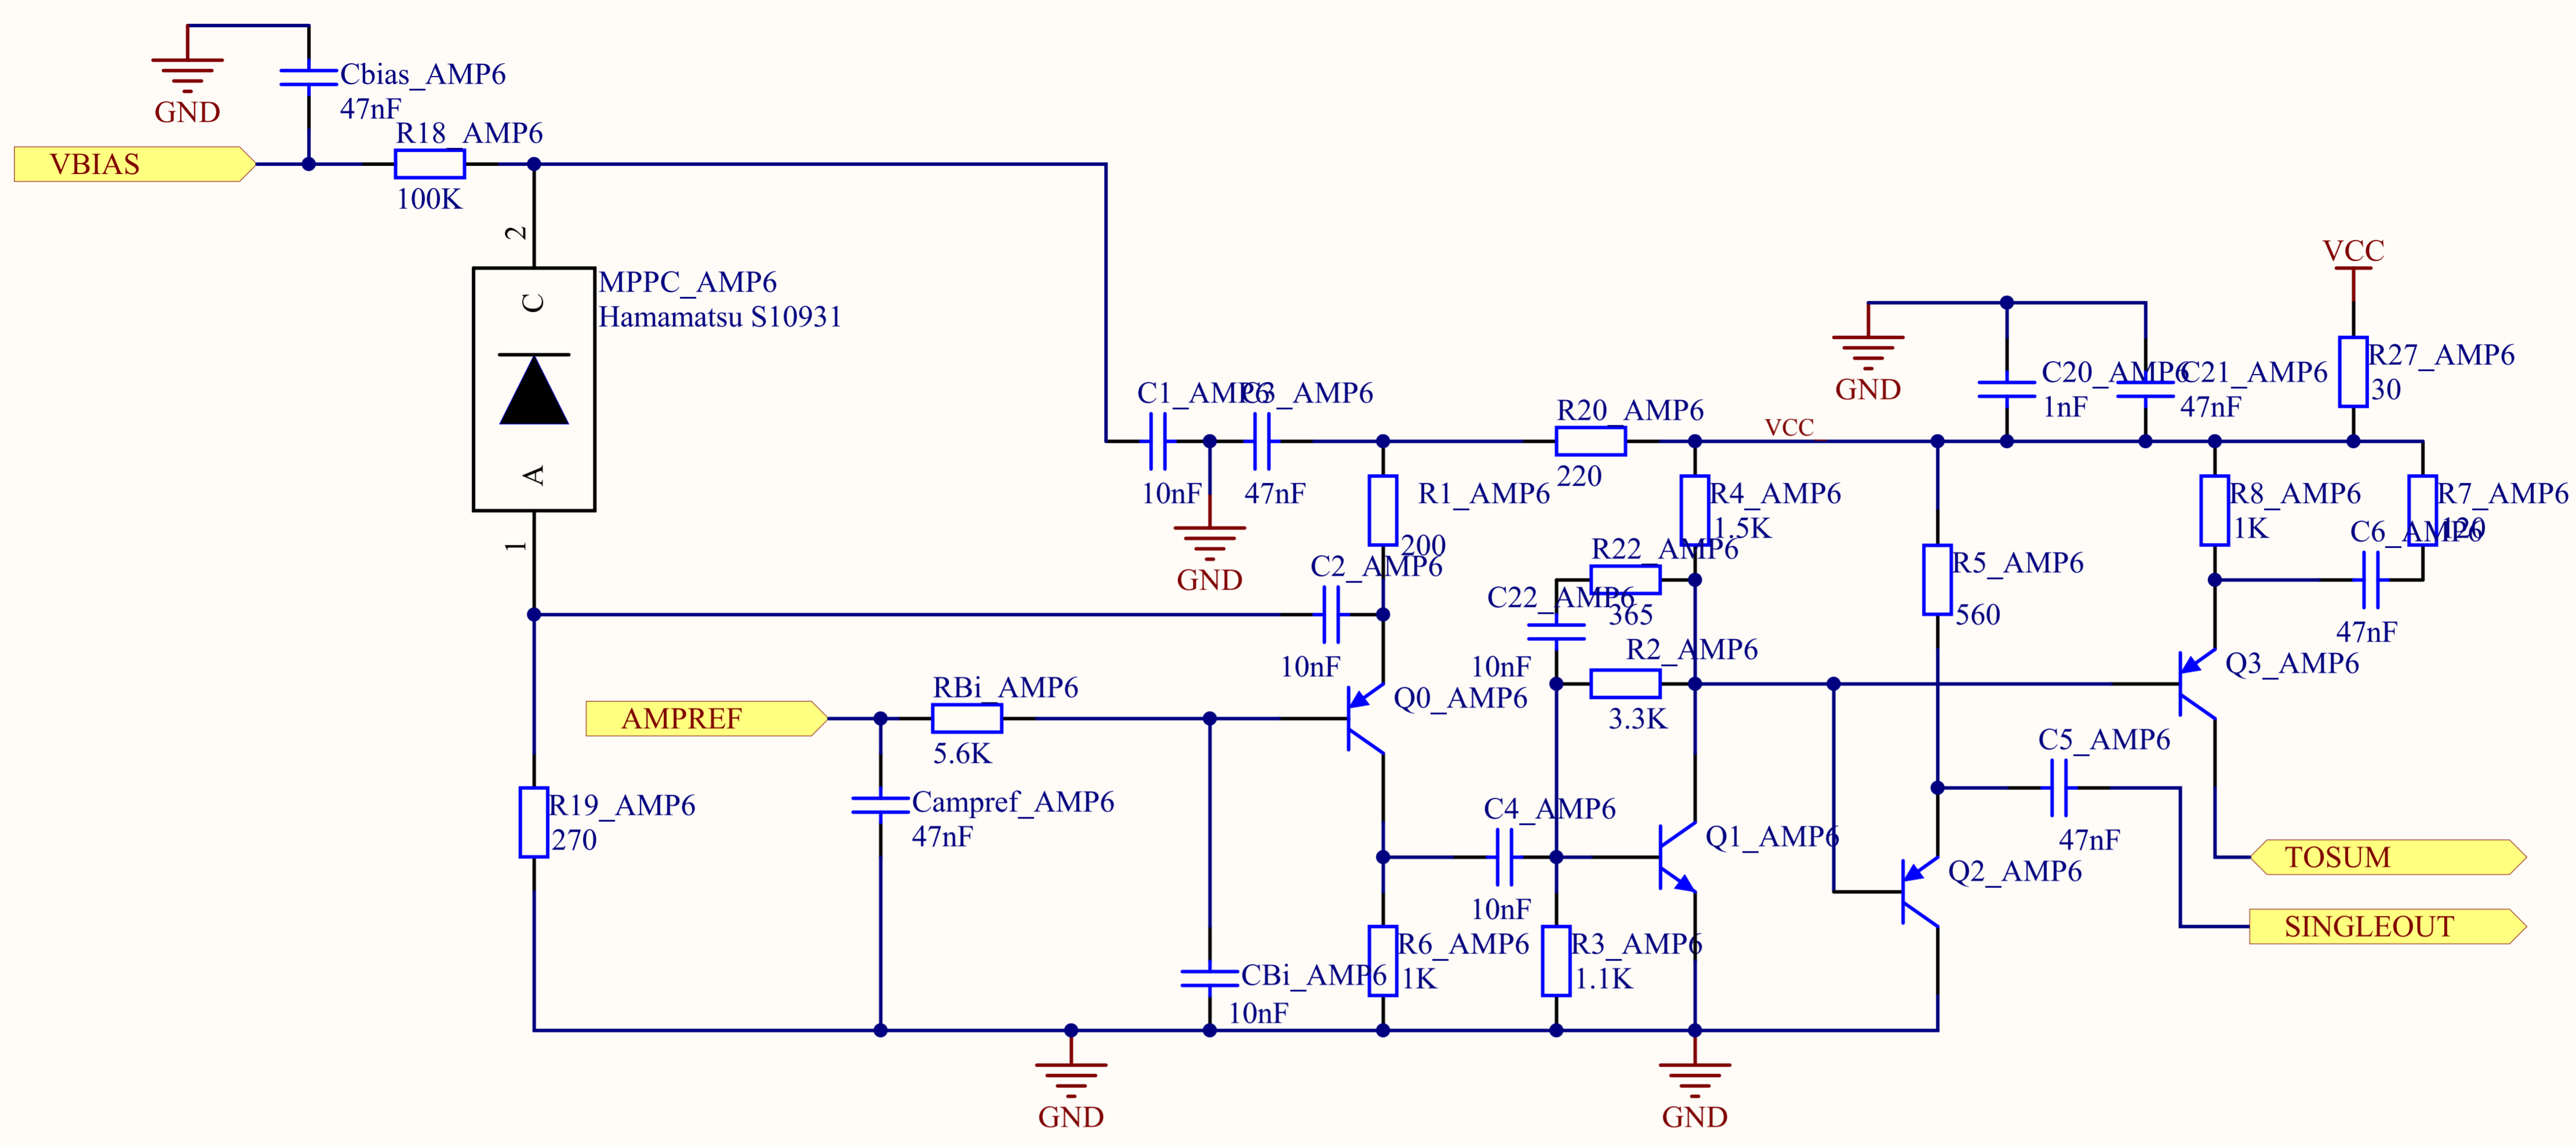 Cbias_AMP6
47nF
GND
R18_AMP6
VBIAS
100K
2
C
MPPC_AMP6
Hamamatsu S10931
A
1
VCC
R27_AMP6
30
C20_AMP6
1nF
C21_AMP6
47nF
GND
C1_AMP6
10nF
C3_AMP6
47nF
GND
R20_AMP6
220
VCC
R1_AMP6
200
R4_AMP6
1.5K
R8_AMP6
1K
R7_AMP6
120
C6_AMP6
47nF
C2_AMP6
10nF
R22_AMP6
365
C22_AMP6
10nF
R5_AMP6
560
R2_AMP6
3.3K
Q3_AMP6
RBi_AMP6
5.6K
AMPREF
Q0_AMP6
C5_AMP6
47nF
R19_AMP6
270
Campref_AMP6
47nF
C4_AMP6
10nF
Q1_AMP6
Q2_AMP6
TOSUM
SINGLEOUT
CBi_AMP6
10nF
R6_AMP6
1K
R3_AMP6
1.1K
GND
GND